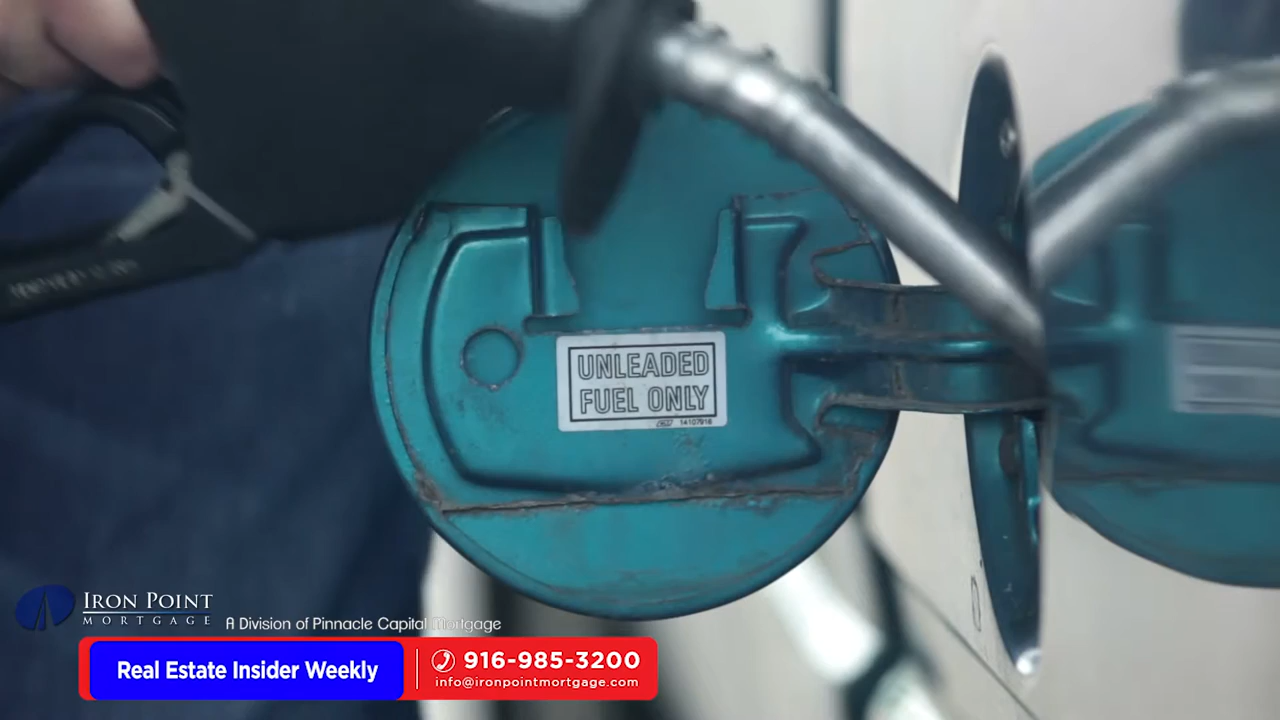 UNLEADED
FUEL ONLY
14107916
IRON POINT
MORTGAGE
A Division of Pinnacle Capital Mortgage
Real Estate Insider Weekly
916-985-3200
info@ironpointmortgage.com